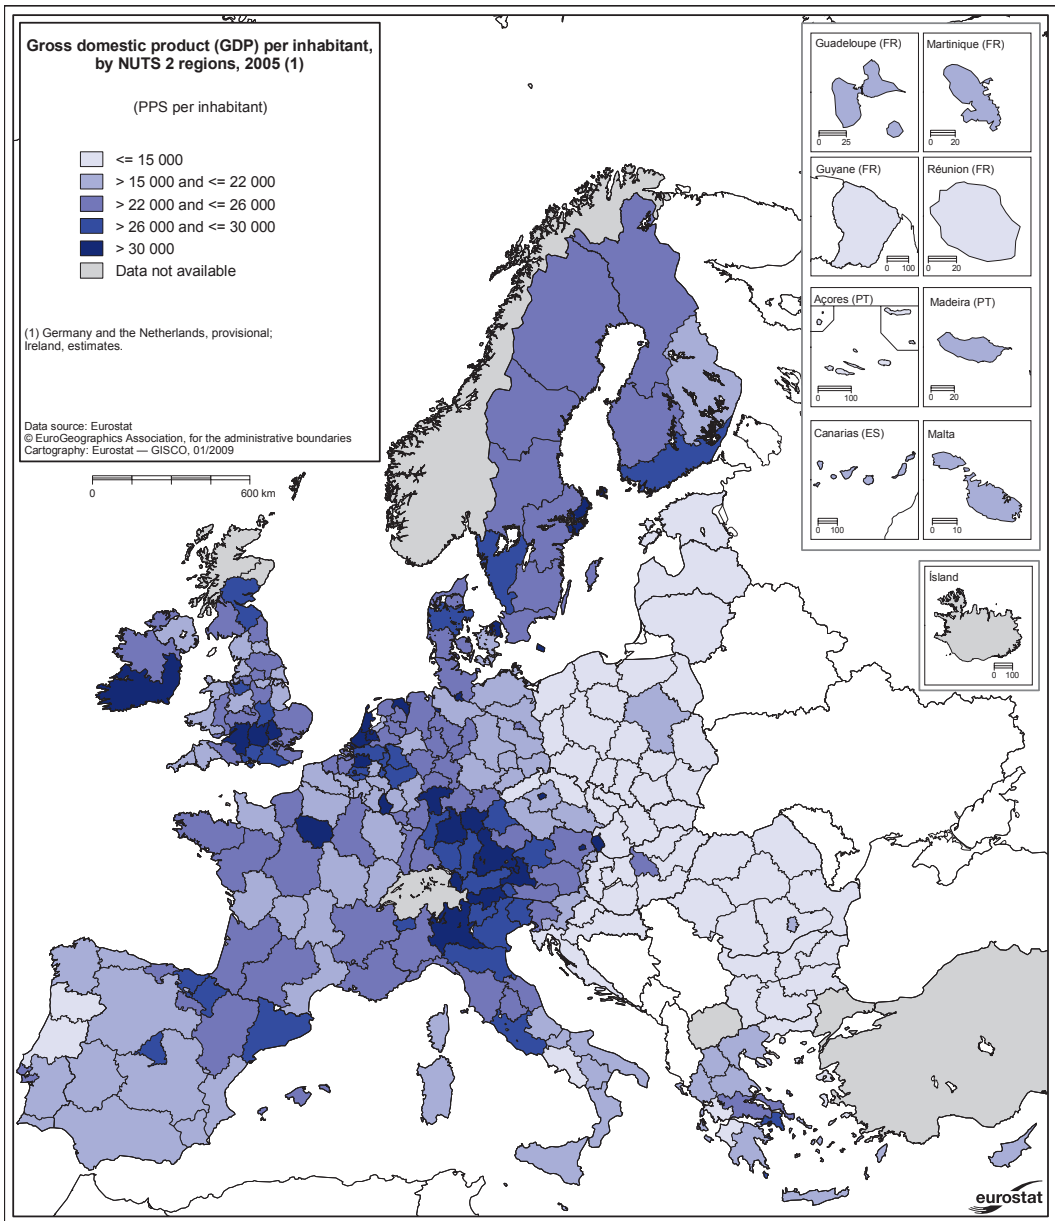 Gross domestic product (GDP) per inhabitant,
by NUTS 2 regions, 2005 (1)
(PPS per inhabitant)
<= 15 000
> 15 000 and <= 22 000
> 22 000 and <= 26 000
> 26 000 and <= 30 000
> 30 000
Data not available
(1) Germany and the Netherlands, provisional;
Ireland, estimates.
Data source: Eurostat
© EuroGeographics Association, for the administrative boundaries
Cartography: Eurostat — GISCO, 01/2009
0 600 km
Guadeloupe (FR)
0 25
Martinique (FR)
0 20
Guyane (FR)
0 100
Réunion (FR)
0 20
Açores (PT)
0 100
Madeira (PT)
0 20
Canarias (ES)
0 100
Malta
0 10
Ísland
0 100
eurostat